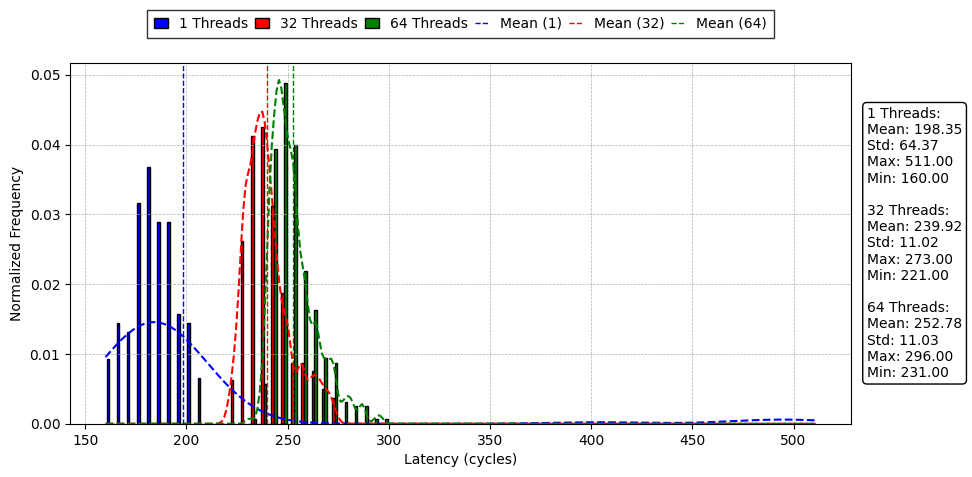 1 Threads 32 Threads 64 Threads Mean (1) Mean (32) Mean (64)
Normalized Frequency
0.05
0.04
0.03
0.02
0.01
0.00
150 200 250 300 350 400 450 500
Latency (cycles)
1 Threads:
Mean: 198.35
Std: 64.37
Max: 511.00
Min: 160.00
32 Threads:
Mean: 239.92
Std: 11.02
Max: 273.00
Min: 221.00
64 Threads:
Mean: 252.78
Std: 11.03
Max: 296.00
Min: 231.00